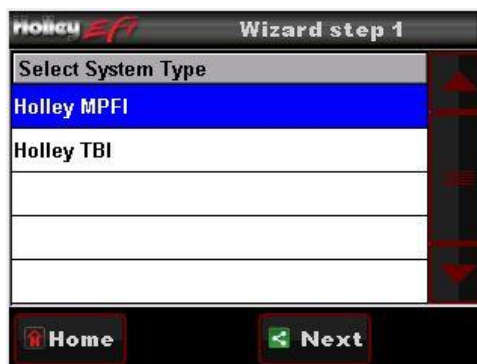 Holley EFI Wizard step 1
Select System Type
Holley MPFI
Holley TBI
Home Next